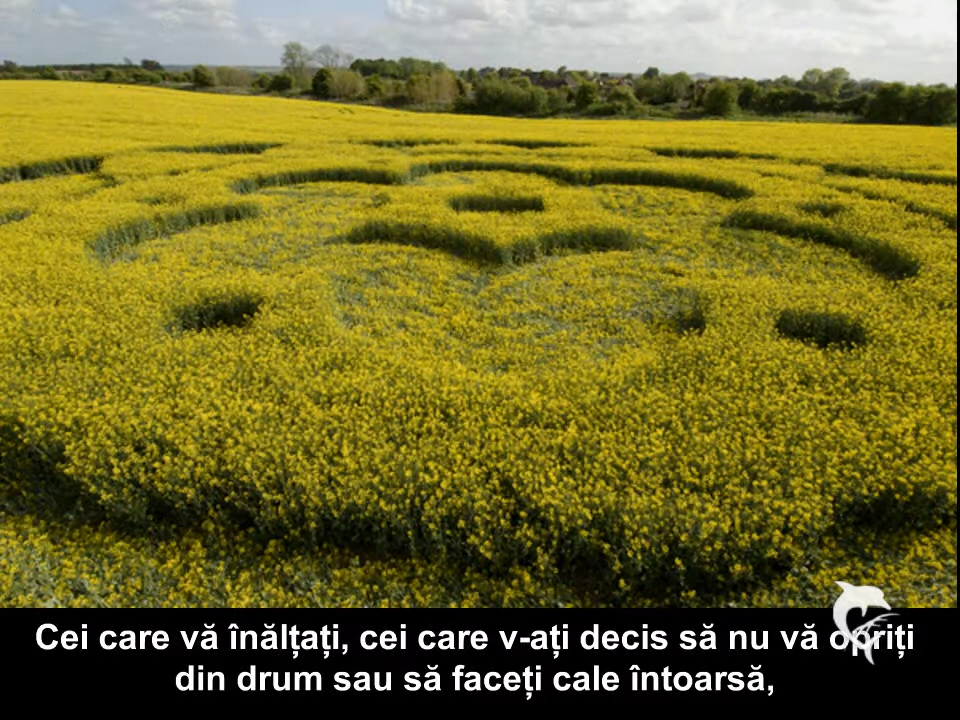 Cei care vă înălțați, cei care v-ați decis să nu vă opriți
din drum sau să faceți cale întoarsă,